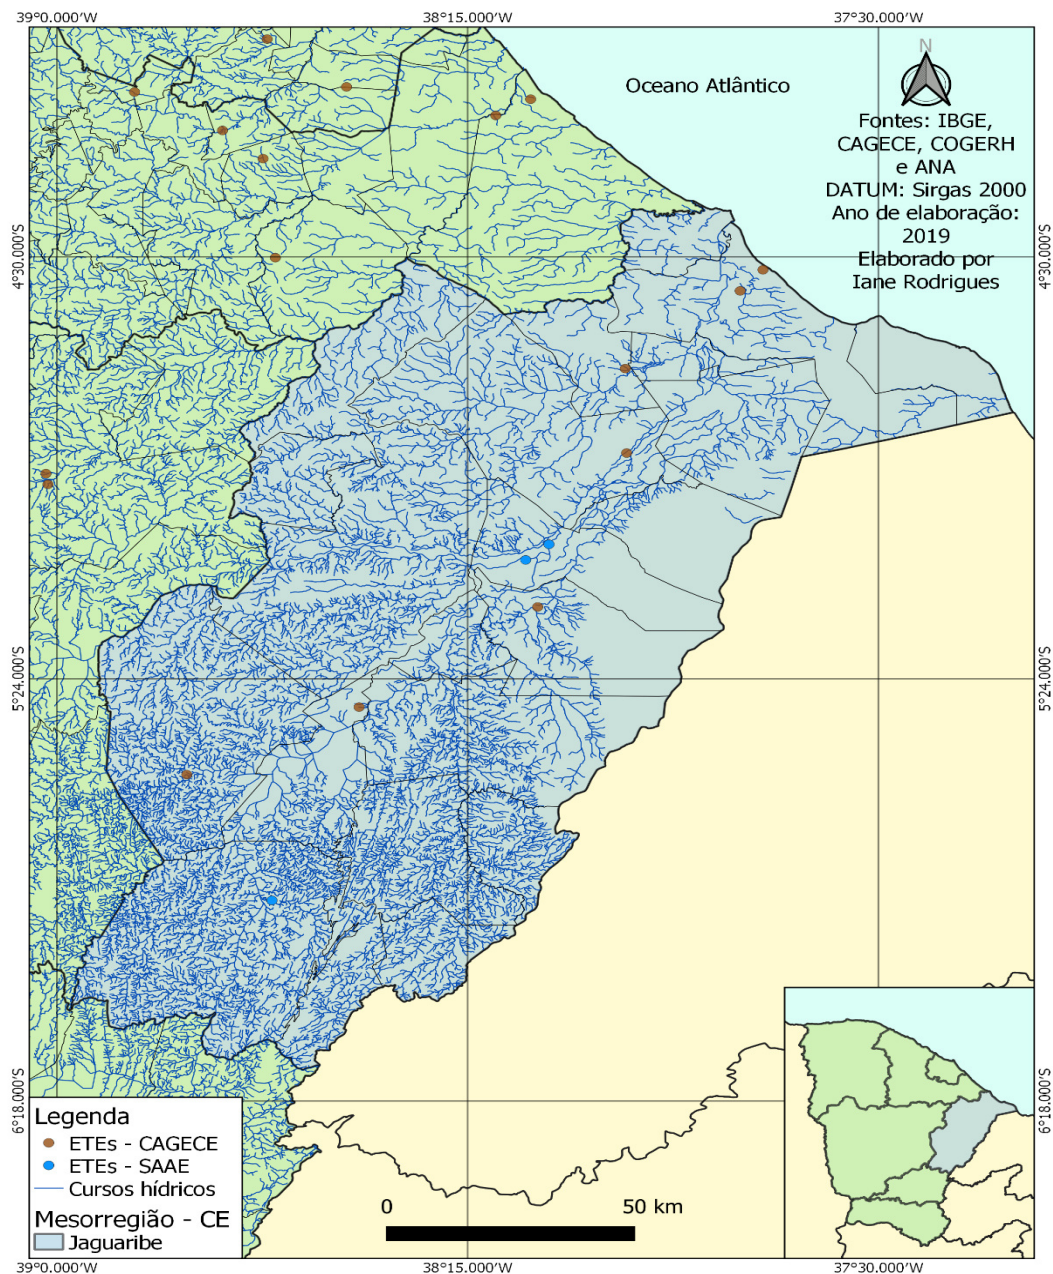 39°0.000'W
38°15.000'W
37°30.000'W
Oceano Atlântico
N
Fontes: IBGE,
CAGECE, COGERH
e ANA
DATUM: Sirgas 2000
Ano de elaboração:
2019
Elaborado por
Iane Rodrigues
4°30.000'S
4°30.000'S
5°24.000'S
5°24.000'S
6°18.000'S
6°18.000'S
Legenda
ETEs - CAGECE
ETEs - SAAE
Cursos hídricos
Mesorregião - CE
Jaguaribe
0
50 km
39°0.000'W
38°15.000'W
37°30.000'W